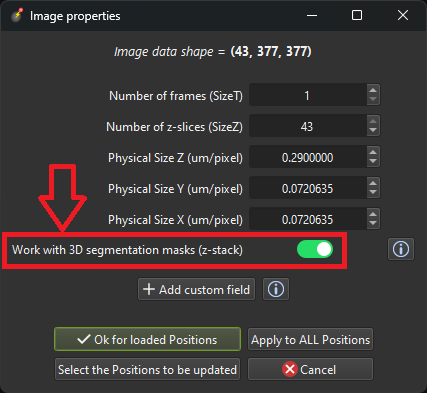 Image properties
Image data shape = (43, 377, 377)
Number of frames (SizeT) 1
Number of z-slices (SizeZ) 43
Physical Size Z (um/pixel) 0.2900000
Physical Size Y (um/pixel) 0.0720635
Physical Size X (um/pixel) 0.0720635
Work with 3D segmentation masks (z-stack)
Add custom field
Ok for loaded Positions Apply to ALL Positions
Select the Positions to be updated Cancel